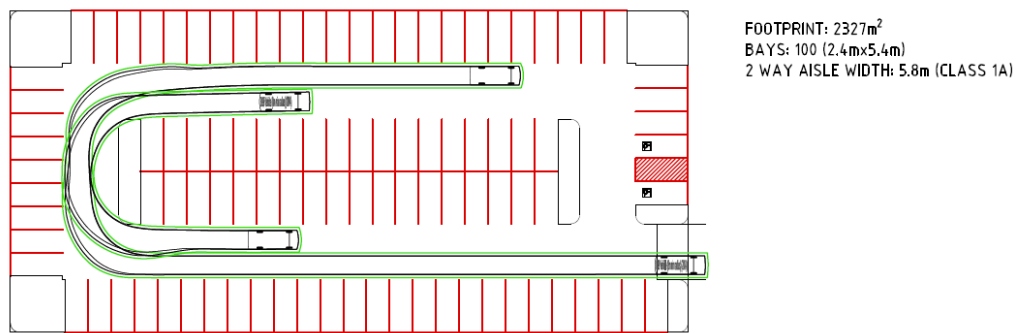 FOOTPRINT: 2327m²
BAYS: 100 (2.4mx5.4m)
2 WAY AISLE WIDTH: 5.8m (CLASS 1A)